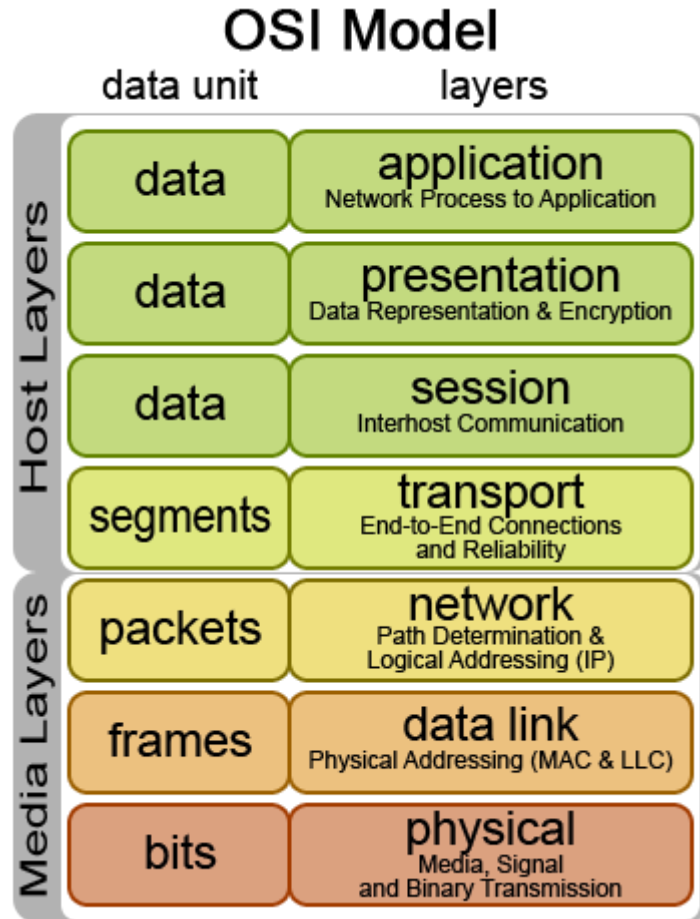 OSI Model
data unit layers
Host Layers
data application
Network Process to Application
data presentation
Data Representation & Encryption
data session
Interhost Communication
segments transport
End-to-End Connections
and Reliability
Media Layers
packets network
Path Determination &
Logical Addressing (IP)
frames data link
Physical Addressing (MAC & LLC)
bits physical
Media, Signal
and Binary Transmission